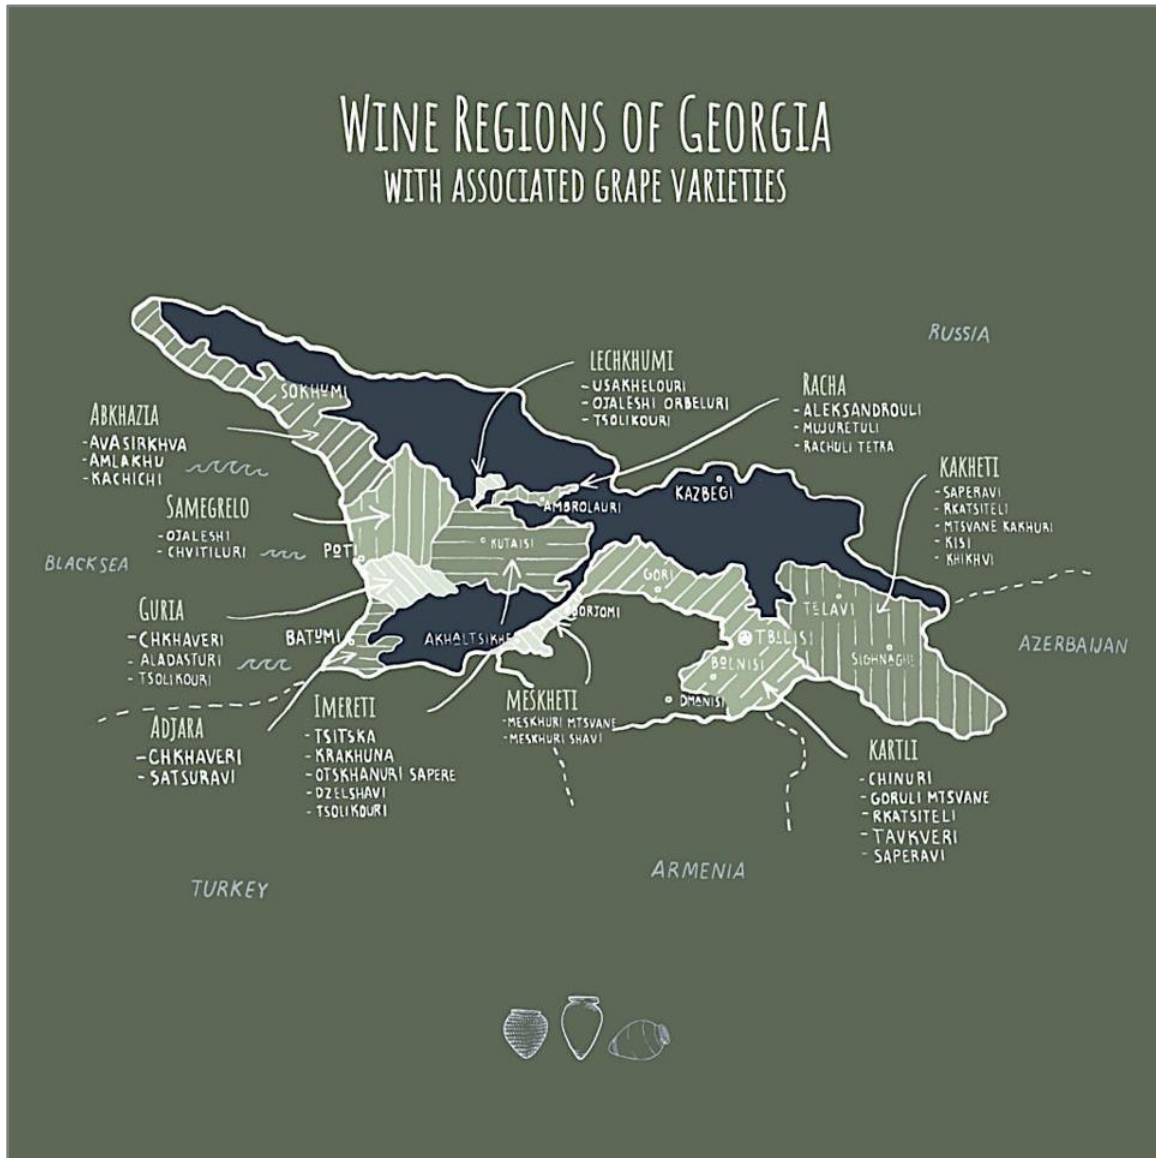 WINE REGIONS OF GEORGIA
WITH ASSOCIATED GRAPE VARIETIES
RUSSIA
LECHKHUMI
- USAKHELOURI
- OJALESHI ORBELURI
- TSOLIKOURI
RACHA
- ALEKSANDROULI
- MUJURETULI
- RACHULI TETRA
SOKHUMI
ABKHAZIA
- AVASIRKHVA
- AMLAKHU
- KACHICHI
KAKHETI
- SAPERAVI
- RKATSITELI
- MTSVANE KAKHURI
- KISI
- KHIKHVI
KAZBEGI
AMBROLAURI
SAMEGRELO
- OJALESHI
- CHVITILURI
KUTAISI
POTI
BLACK SEA
GORI
TELAVI
GURIA
- CHKHAVERI
- ALADASTURI
- TSOLIKOURI
BORJOMI
BATUMI
AKHALTSIKHE
TBILISI
BOLNISI
SIGHNAGHI
AZERBAIJAN
DMANISI
ADJARA
- CHKHAVERI
- SATSURAVI
IMERETI
- TSITSKA
- KRAKHUNA
- OTSKHANURI SAPERE
- DZELSHAVI
- TSOLIKOURI
MESKHETI
- MESKHURI MTSVANE
- MESKHURI SHAVI
KARTLI
- CHINURI
- GORULI MTSVANE
- RKATSITELI
- TAVKVERI
- SAPERAVI
ARMENIA
TURKEY